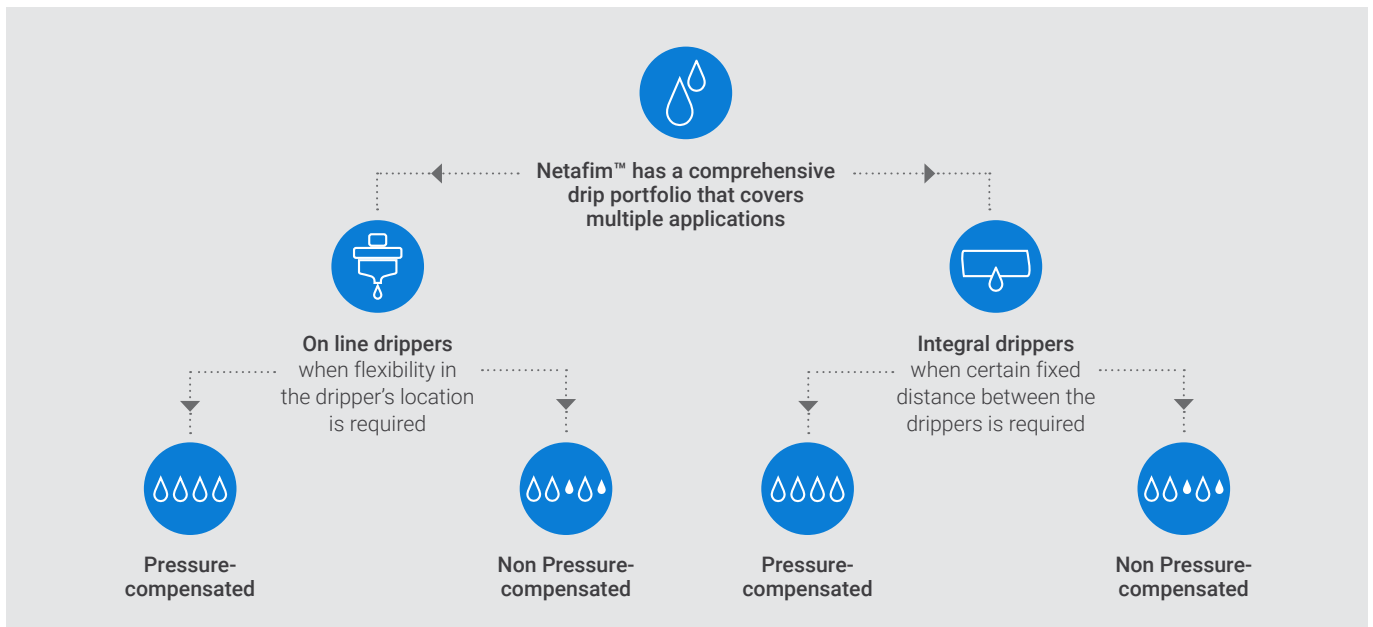 Netafim™ has a comprehensive
drip portfolio that covers
multiple applications
On line drippers
when flexibility in
the dripper's location
is required
Integral drippers
when certain fixed
distance between the
drippers is required
Pressure-
compensated
Non Pressure-
compensated
Pressure-
compensated
Non Pressure-
compensated